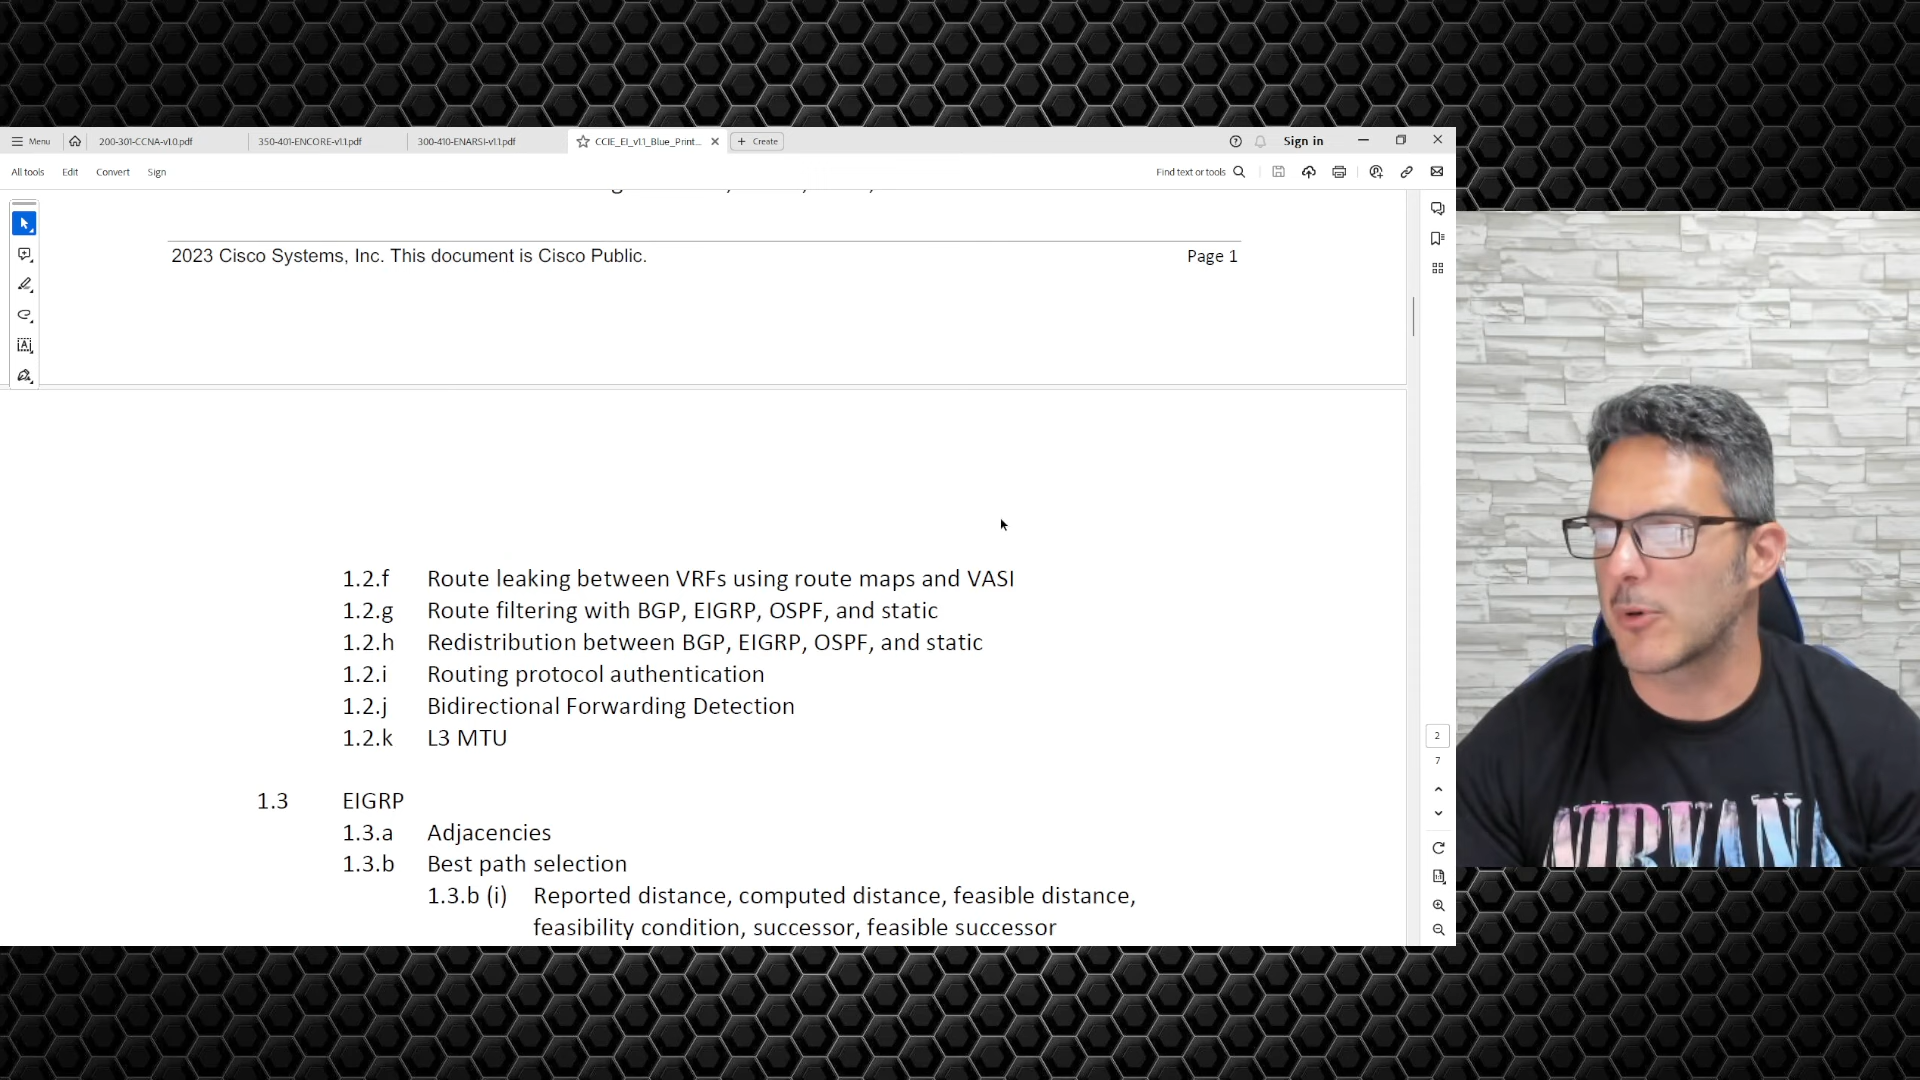 Menu
200-301-CCNA-v1.0.pdf
350-401-ENCORE-v1.1.pdf
300-410-ENARSI-v1.1.pdf
CCIE_EI_v1.1_Blue_Print...
Create
Sign in
All tools
Edit
Convert
Sign
Find text or tools
2023 Cisco Systems, Inc. This document is Cisco Public.
Page 1
1.2.f Route leaking between VRFs using route maps and VASI
1.2.g Route filtering with BGP, EIGRP, OSPF, and static
1.2.h Redistribution between BGP, EIGRP, OSPF, and static
1.2.i Routing protocol authentication
1.2.j Bidirectional Forwarding Detection
1.2.k L3 MTU
1.3 EIGRP
1.3.a Adjacencies
1.3.b Best path selection
1.3.b (i) Reported distance, computed distance, feasible distance,
feasibility condition, successor, feasible successor
2
7
NIRVANA